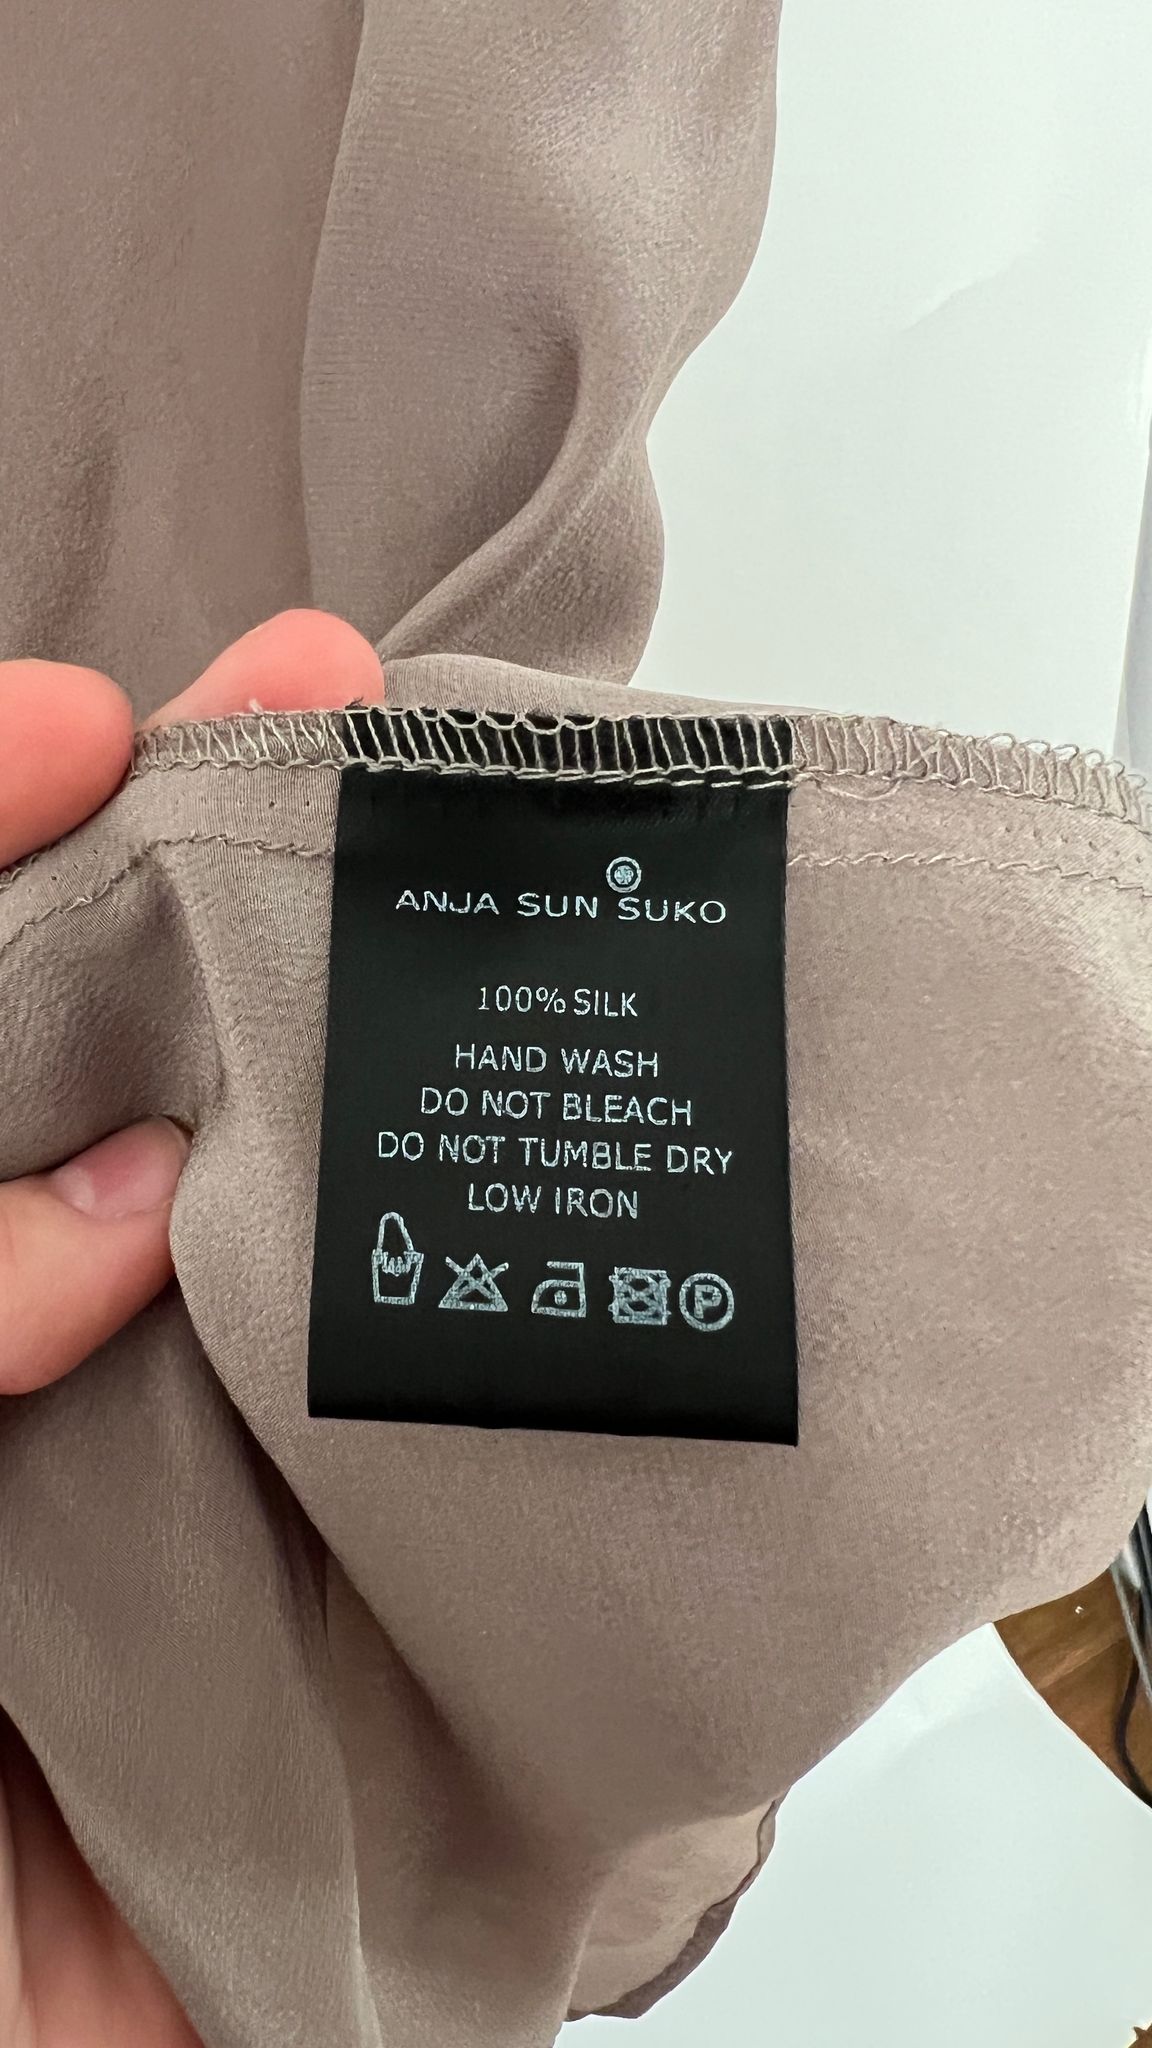 ANJA SUN SUKO
100% SILK
HAND WASH
DO NOT BLEACH
DO NOT TUMBLE DRY
LOW IRON
P